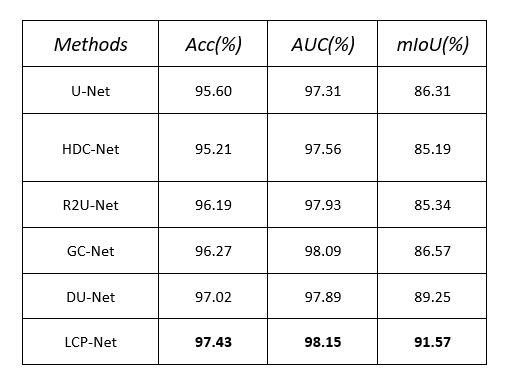 Methods Acc(%) AUC(%) mIoU(%)
U-Net 95.60 97.31 86.31
HDC-Net 95.21 97.56 85.19
R2U-Net 96.19 97.93 85.34
GC-Net 96.27 98.09 86.57
DU-Net 97.02 97.89 89.25
LCP-Net 97.43 98.15 91.57